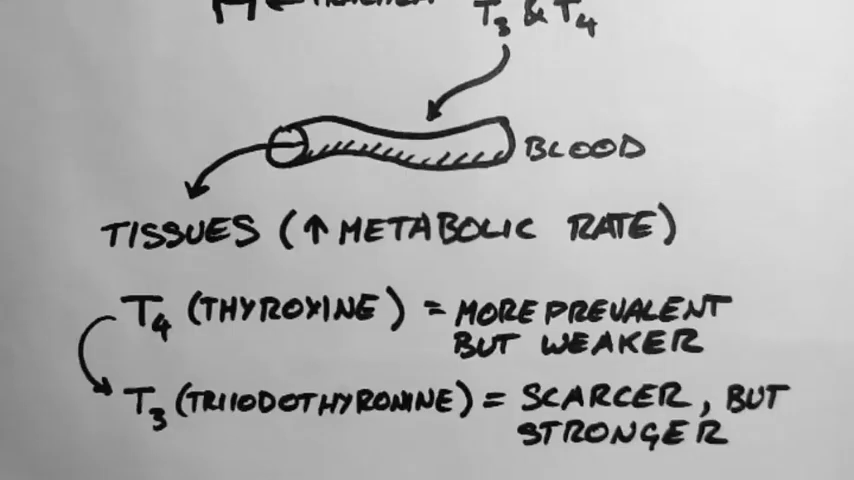 T3 & T4
BLOOD
TISSUES (↑ METABOLIC RATE)
T4 (THYROXINE) = MORE PREVALENT
BUT WEAKER
T3 (TRIIODOTHYRONINE) = SCARCER, BUT
STRONGER